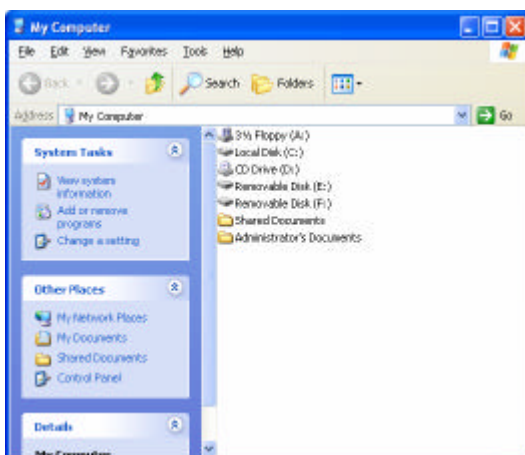 My Computer
File Edit View Favorites Tools Help
Back Search Folders
Address My Computer Go
System Tasks
View system
information
Add or remove
programs
Change a setting
Other Places
My Network Places
My Documents
Shared Documents
Control Panel
Details
My Computer
3½ Floppy (A:)
Local Disk (C:)
CD Drive (D:)
Removable Disk (E:)
Removable Disk (F:)
Shared Documents
Administrator's Documents